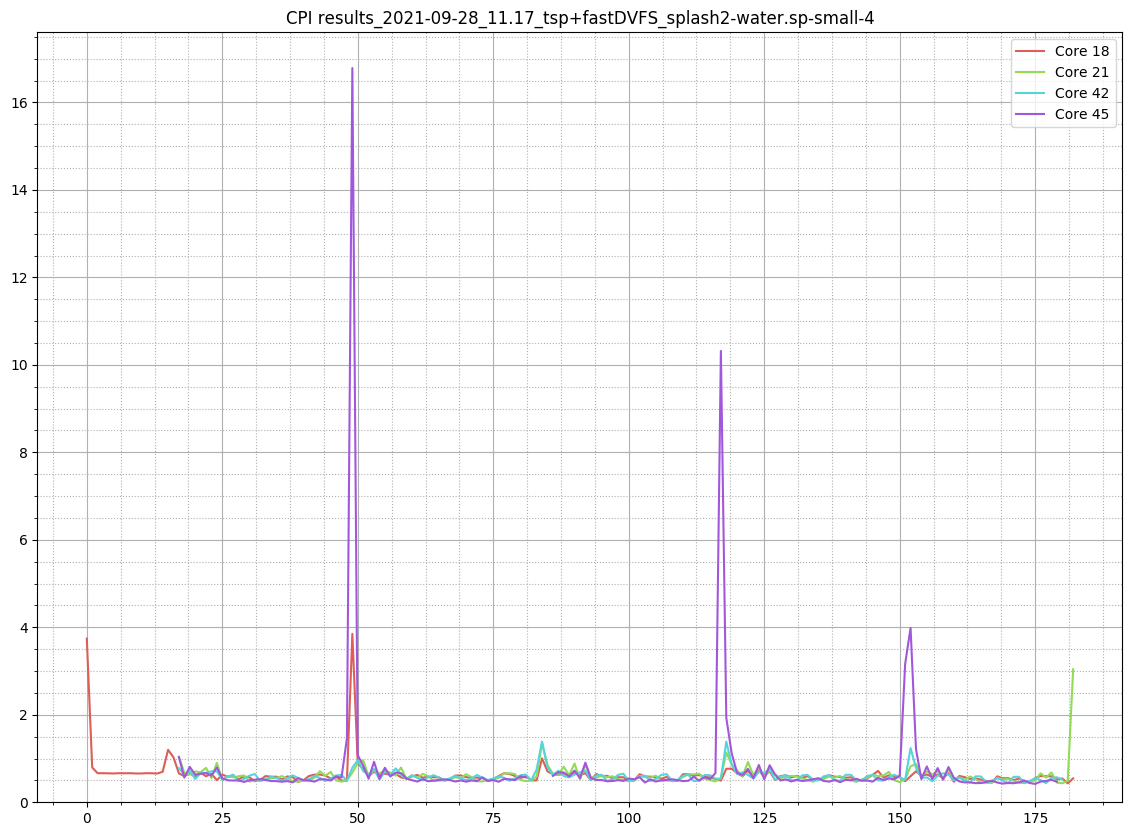 CPI results_2021-09-28_11.17_tsp+fastDVFS_splash2-water.sp-small-4
Core 18
Core 21
Core 42
Core 45
16
14
12
10
8
6
4
2
0
0 25 50 75 100 125 150 175